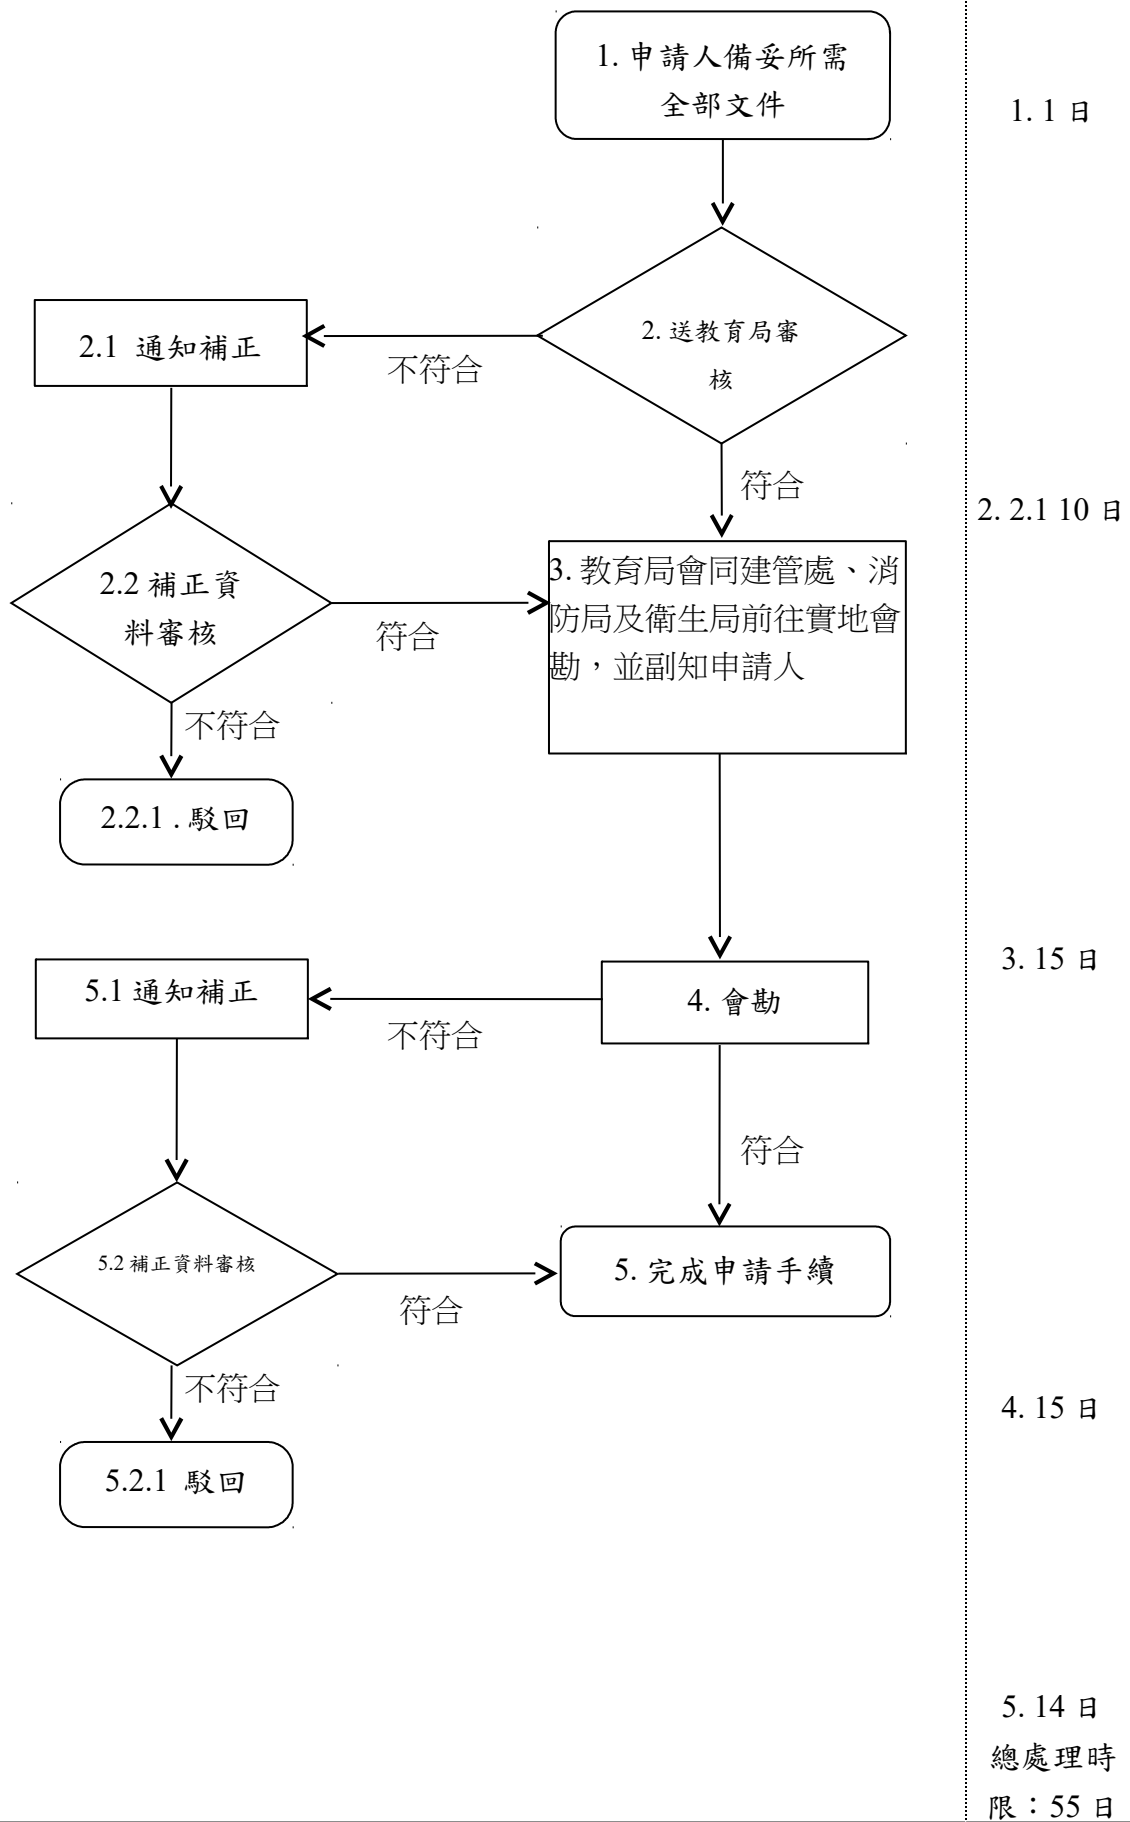 1. 申請人備妥所需
全部文件
1. 1 日
2. 送教育局審
核
2.1 通知補正
不符合
符合
2. 2.1 10 日
2.2 補正資
料審核
符合
3. 教育局會同建管處、消
防局及衛生局前往實地會
勘，並副知申請人
不符合
2.2.1 . 駁回
3. 15 日
4. 會勘
5.1 通知補正
不符合
符合
5.2 補正資料審核
符合
5. 完成申請手續
不符合
4. 15 日
5.2.1 駁回
5. 14 日
總處理時
限：55 日